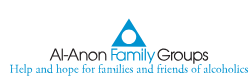 Al-Anon Family Groups
Help and hope for families and friends of alcoholics